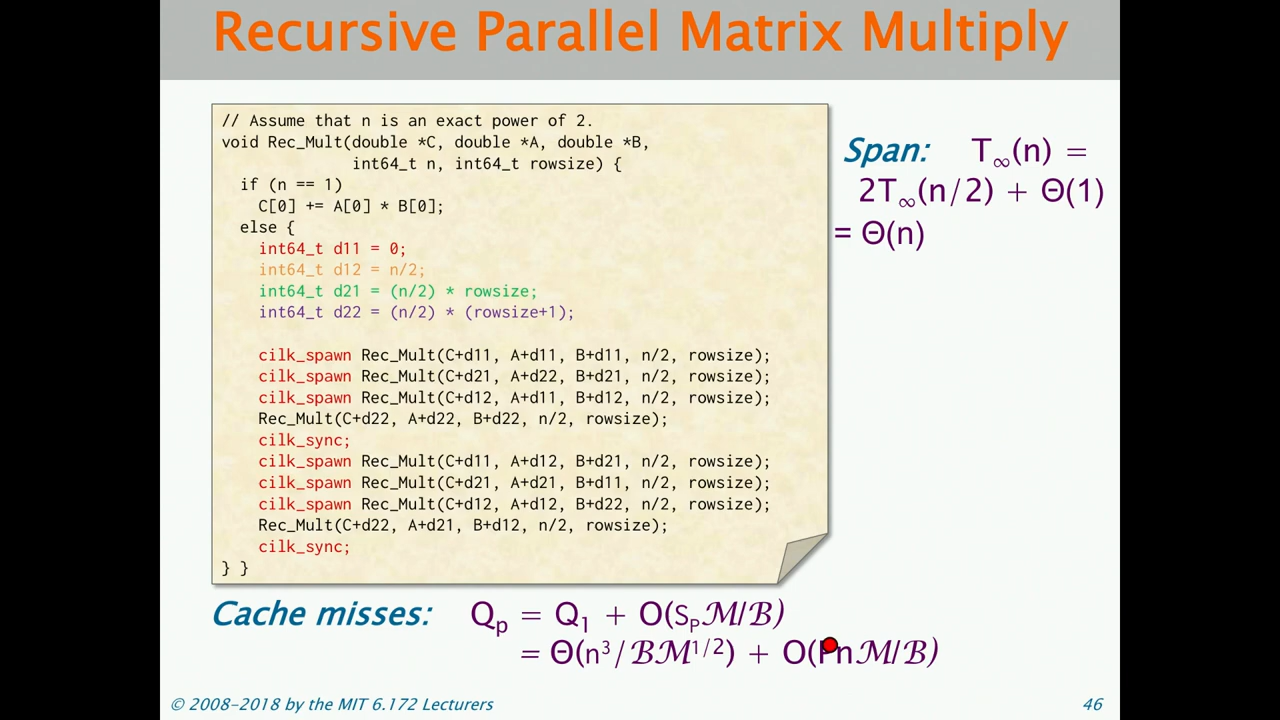 Recursive Parallel Matrix Multiply
// Assume that n is an exact power of 2.
void Rec_Mult(double *C, double *A, double *B,
int64_t n, int64_t rowsize) {
if (n == 1)
C[0] += A[0] * B[0];
else {
int64_t d11 = 0;
int64_t d12 = n/2;
int64_t d21 = (n/2) * rowsize;
int64_t d22 = (n/2) * (rowsize+1);
cilk_spawn Rec_Mult(C+d11, A+d11, B+d11, n/2, rowsize);
cilk_spawn Rec_Mult(C+d21, A+d22, B+d21, n/2, rowsize);
cilk_spawn Rec_Mult(C+d12, A+d11, B+d12, n/2, rowsize);
Rec_Mult(C+d22, A+d22, B+d22, n/2, rowsize);
cilk_sync;
cilk_spawn Rec_Mult(C+d11, A+d12, B+d21, n/2, rowsize);
cilk_spawn Rec_Mult(C+d21, A+d21, B+d11, n/2, rowsize);
cilk_spawn Rec_Mult(C+d12, A+d12, B+d22, n/2, rowsize);
Rec_Mult(C+d22, A+d21, B+d12, n/2, rowsize);
cilk_sync;
} }
Span: T∞(n) =
2T∞(n/2) + Θ(1)
= Θ(n)
Cache misses: Qₚ = Q₁ + O(S_Pℳ/ℬ)
= Θ(n³/ℬℳ¹ᐟ²) + O(Pnℳ/ℬ)
© 2008–2018 by the MIT 6.172 Lecturers
46